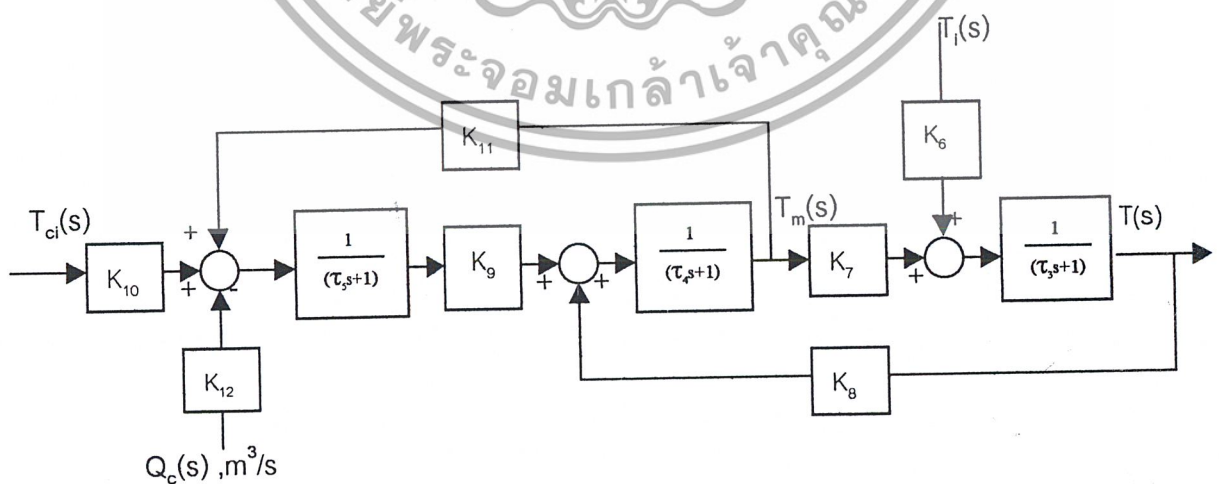 พระจอมเกล้าเจ้าคุณ
T_i(s)
K_11
K_6
T_ci(s)
T_m(s)
T(s)
+
+
K_10
+
-
1
(τ_5s+1)
K_9
+
+
1
(τ_4s+1)
K_7
+
1
(τ_3s+1)
K_12
K_8
Q_c(s) ,m^3/s